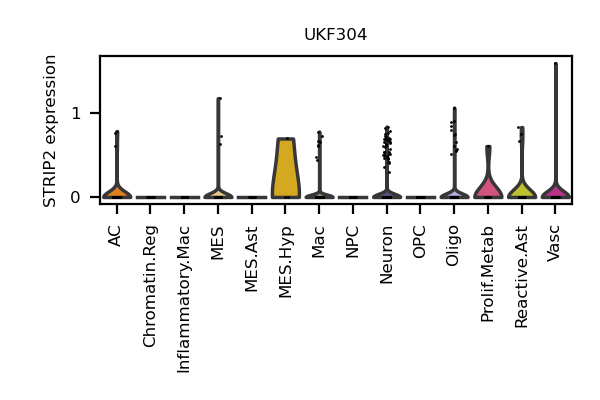 UKF304
STRIP2 expression
1
0
AC
Chromatin.Reg
Inflammatory.Mac
MES
MES.Ast
MES.Hyp
Mac
NPC
Neuron
OPC
Oligo
Prolif.Metab
Reactive.Ast
Vasc